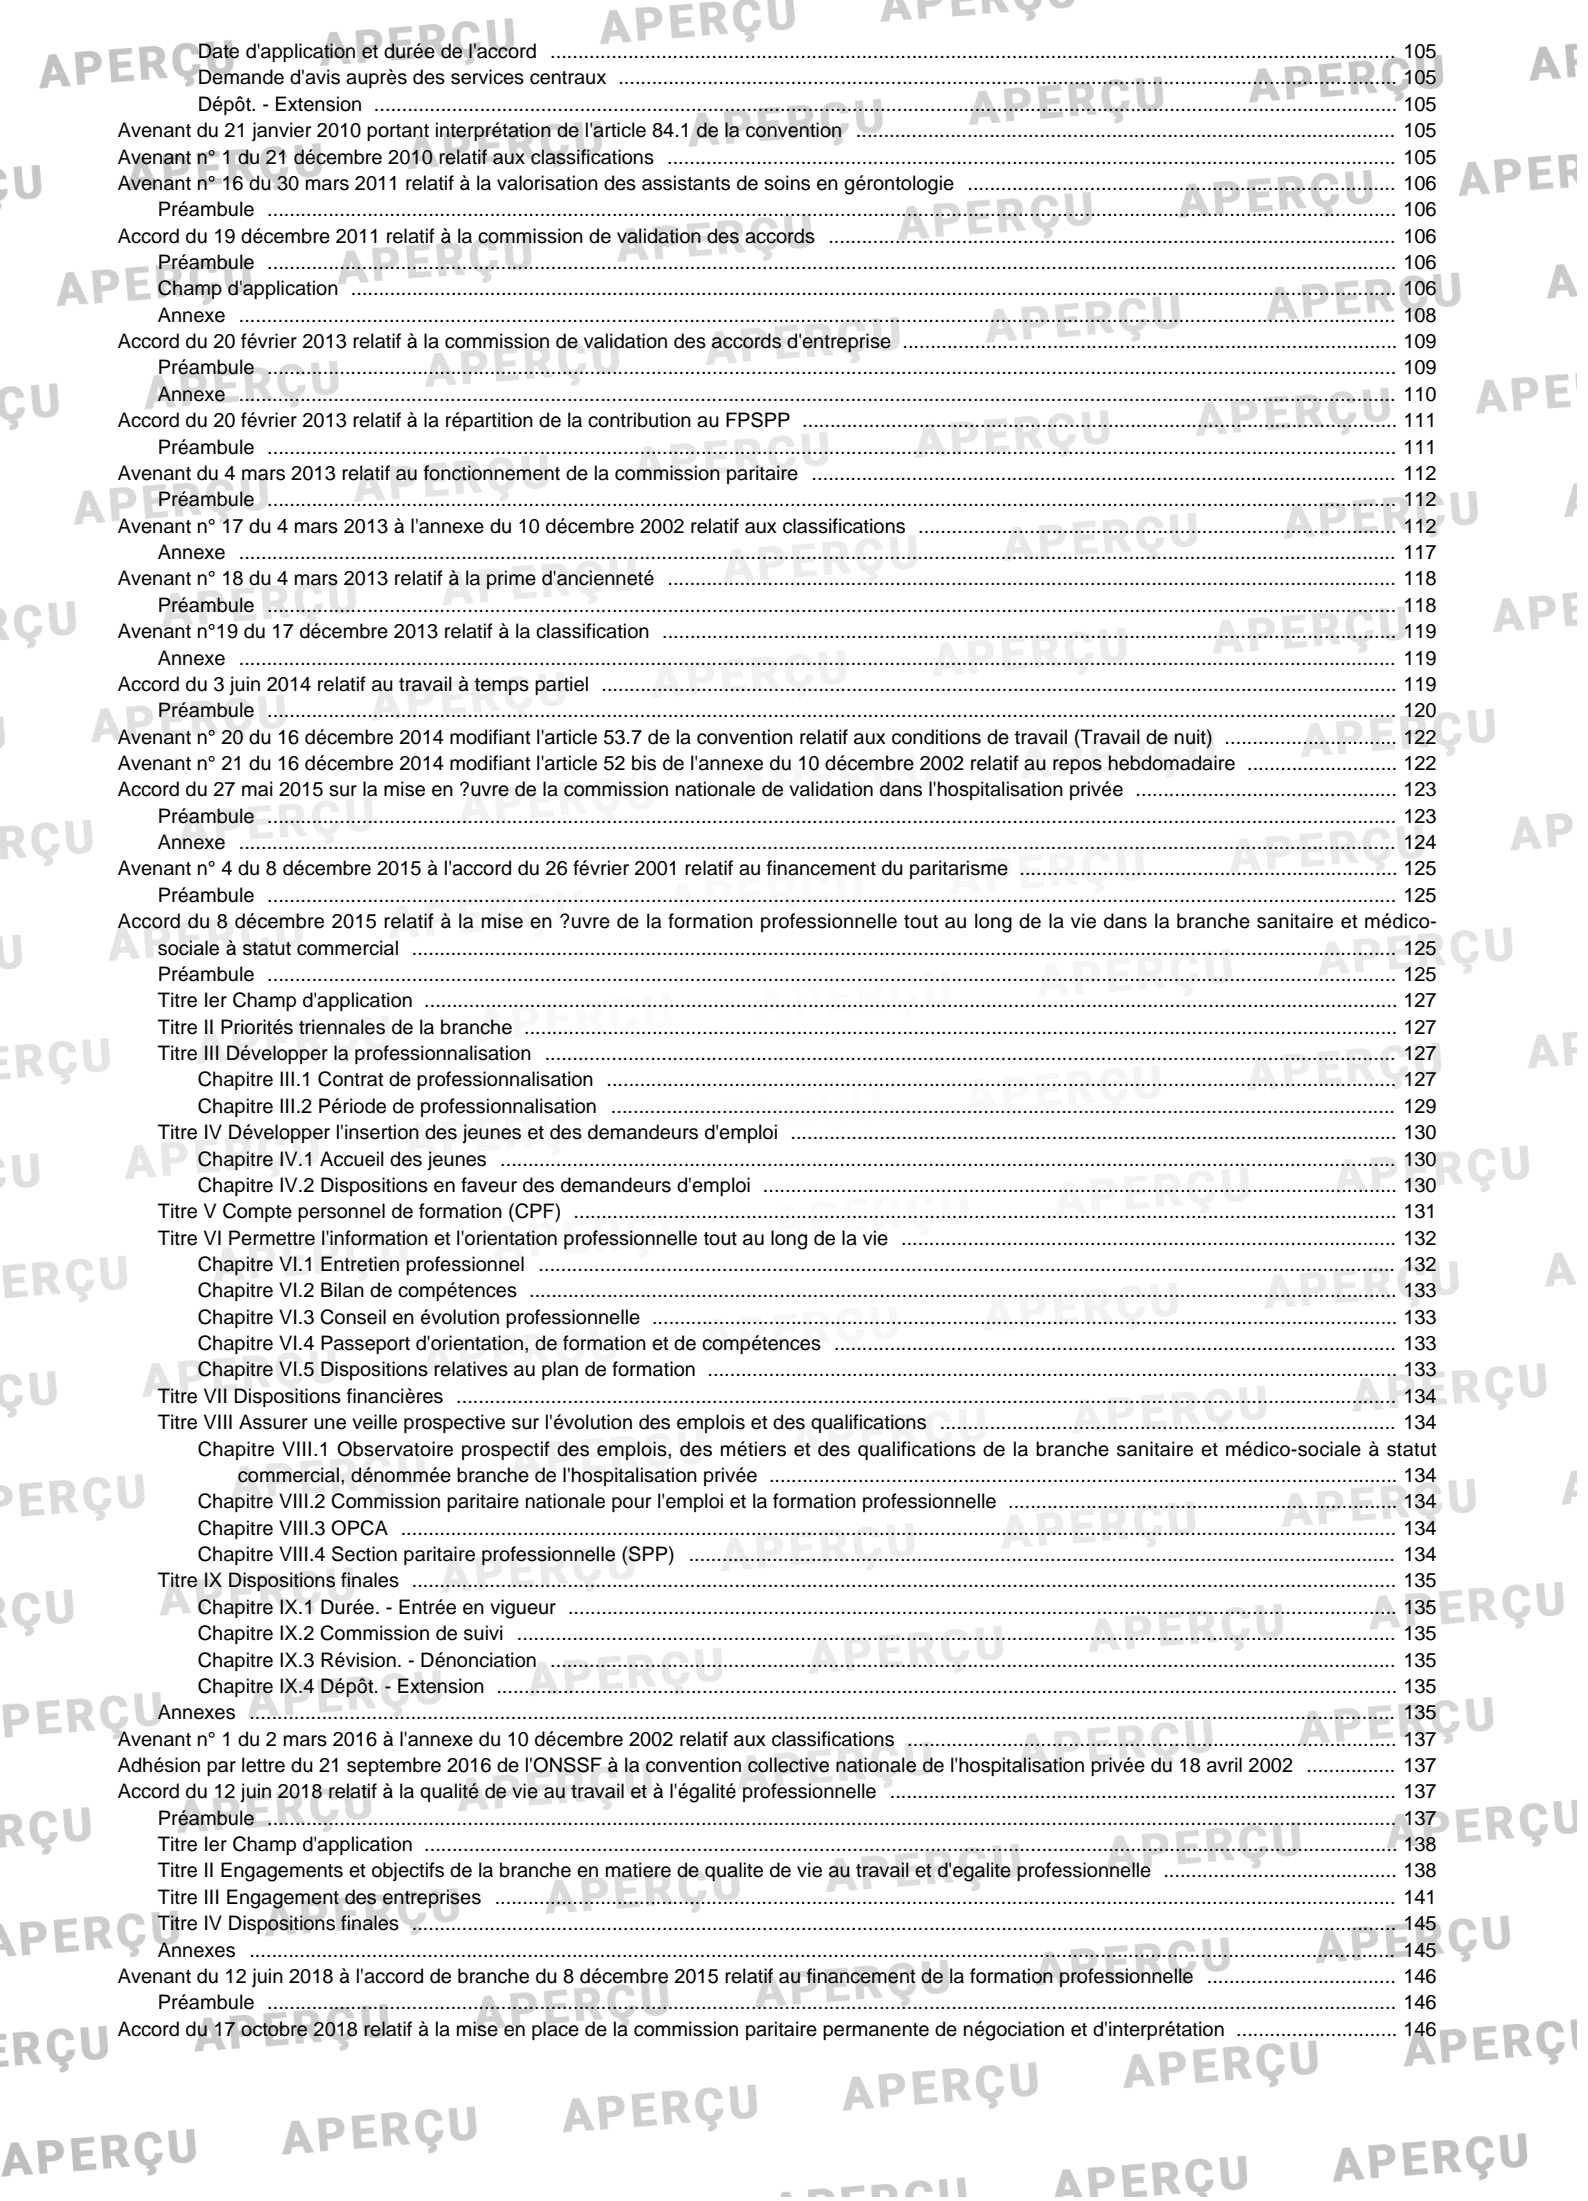 Date d'application et durée de l'accord ... 105
Demande d'avis auprès des services centraux ... 105
Dépôt. - Extension ... 105
Avenant du 21 janvier 2010 portant interprétation de l'article 84.1 de la convention ... 105
Avenant n° 1 du 21 décembre 2010 relatif aux classifications ... 105
Avenant n° 16 du 30 mars 2011 relatif à la valorisation des assistants de soins en gérontologie ... 106
Préambule ... 106
Accord du 19 décembre 2011 relatif à la commission de validation des accords ... 106
Préambule ... 106
Champ d'application ... 106
Annexe ... 108
Accord du 20 février 2013 relatif à la commission de validation des accords d'entreprise ... 109
Préambule ... 109
Annexe ... 110
Accord du 20 février 2013 relatif à la répartition de la contribution au FPSPP ... 111
Préambule ... 111
Avenant du 4 mars 2013 relatif au fonctionnement de la commission paritaire ... 112
Préambule ... 112
Avenant n° 17 du 4 mars 2013 à l'annexe du 10 décembre 2002 relatif aux classifications ... 112
Annexe ... 117
Avenant n° 18 du 4 mars 2013 relatif à la prime d'ancienneté ... 118
Préambule ... 118
Avenant n°19 du 17 décembre 2013 relatif à la classification ... 119
Annexe ... 119
Accord du 3 juin 2014 relatif au travail à temps partiel ... 119
Préambule ... 120
Avenant n° 20 du 16 décembre 2014 modifiant l'article 53.7 de la convention relatif aux conditions de travail (Travail de nuit) ... 122
Avenant n° 21 du 16 décembre 2014 modifiant l'article 52 bis de l'annexe du 10 décembre 2002 relatif au repos hebdomadaire ... 122
Accord du 27 mai 2015 sur la mise en ?uvre de la commission nationale de validation dans l'hospitalisation privée ... 123
Préambule ... 123
Annexe ... 124
Avenant n° 4 du 8 décembre 2015 à l'accord du 26 février 2001 relatif au financement du paritarisme ... 125
Préambule ... 125
Accord du 8 décembre 2015 relatif à la mise en ?uvre de la formation professionnelle tout au long de la vie dans la branche sanitaire et médico-
sociale à statut commercial ... 125
Préambule ... 125
Titre Ier Champ d'application ... 127
Titre II Priorités triennales de la branche ... 127
Titre III Développer la professionnalisation ... 127
Chapitre III.1 Contrat de professionnalisation ... 127
Chapitre III.2 Période de professionnalisation ... 129
Titre IV Développer l'insertion des jeunes et des demandeurs d'emploi ... 130
Chapitre IV.1 Accueil des jeunes ... 130
Chapitre IV.2 Dispositions en faveur des demandeurs d'emploi ... 130
Titre V Compte personnel de formation (CPF) ... 131
Titre VI Permettre l'information et l'orientation professionnelle tout au long de la vie ... 132
Chapitre VI.1 Entretien professionnel ... 132
Chapitre VI.2 Bilan de compétences ... 133
Chapitre VI.3 Conseil en évolution professionnelle ... 133
Chapitre VI.4 Passeport d'orientation, de formation et de compétences ... 133
Chapitre VI.5 Dispositions relatives au plan de formation ... 133
Titre VII Dispositions financières ... 134
Titre VIII Assurer une veille prospective sur l'évolution des emplois et des qualifications ... 134
Chapitre VIII.1 Observatoire prospectif des emplois, des métiers et des qualifications de la branche sanitaire et médico-sociale à statut
commercial, dénommée branche de l'hospitalisation privée ... 134
Chapitre VIII.2 Commission paritaire nationale pour l'emploi et la formation professionnelle ... 134
Chapitre VIII.3 OPCA ... 134
Chapitre VIII.4 Section paritaire professionnelle (SPP) ... 134
Titre IX Dispositions finales ... 135
Chapitre IX.1 Durée. - Entrée en vigueur ... 135
Chapitre IX.2 Commission de suivi ... 135
Chapitre IX.3 Révision. - Dénonciation ... 135
Chapitre IX.4 Dépôt. - Extension ... 135
Annexes ... 135
Avenant n° 1 du 2 mars 2016 à l'annexe du 10 décembre 2002 relatif aux classifications ... 137
Adhésion par lettre du 21 septembre 2016 de l'ONSSF à la convention collective nationale de l'hospitalisation privée du 18 avril 2002 ... 137
Accord du 12 juin 2018 relatif à la qualité de vie au travail et à l'égalité professionnelle ... 137
Préambule ... 137
Titre Ier Champ d'application ... 138
Titre II Engagements et objectifs de la branche en matiere de qualite de vie au travail et d'egalite professionnelle ... 138
Titre III Engagement des entreprises ... 141
Titre IV Dispositions finales ... 145
Annexes ... 145
Avenant du 12 juin 2018 à l'accord de branche du 8 décembre 2015 relatif au financement de la formation professionnelle ... 146
Préambule ... 146
Accord du 17 octobre 2018 relatif à la mise en place de la commission paritaire permanente de négociation et d'interprétation ... 146
APERÇU